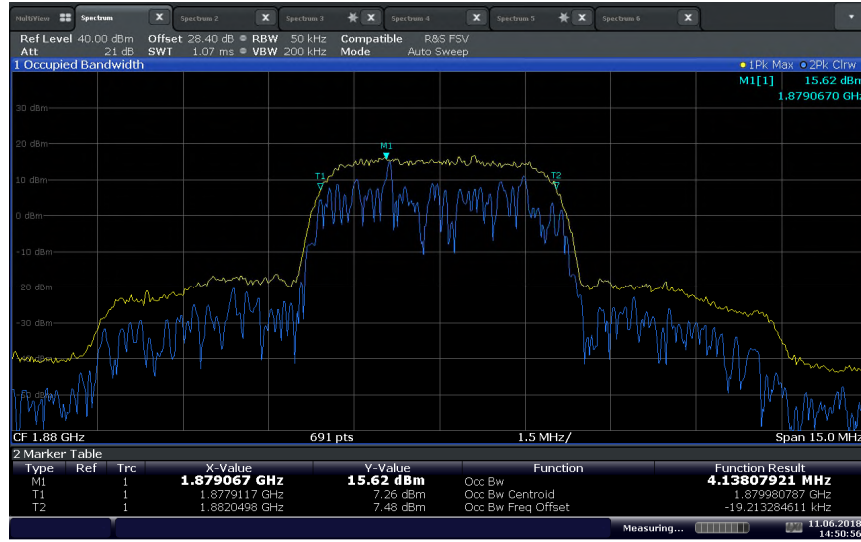 MultiView Spectrum X Spectrum 2 X Spectrum 3 X Spectrum 4 X Spectrum 5 X Spectrum 6 X
Ref Level 40.00 dBm Offset 28.40 dB RBW 50 kHz Compatible R&S FSV
Att 21 dB SWT 1.07 ms VBW 200 kHz Mode Auto Sweep
1 Occupied Bandwidth 1Pk Max 2Pk Clrw
M1[1] 15.62 dBm
1.8790670 GHz
30 dBm
20 dBm
M1
T1 T2
10 dBm
0 dBm
-10 dBm
20 dBm
-30 dBm
CF 1.88 GHz 691 pts 1.5 MHz/ Span 15.0 MHz
2 Marker Table
Type Ref Trc X-Value Y-Value Function Function Result
M1 1 1.879067 GHz 15.62 dBm Occ Bw 4.13807921 MHz
T1 1 1.8779117 GHz 7.26 dBm Occ Bw Centroid 1.879980787 GHz
T2 1 1.8820498 GHz 7.48 dBm Occ Bw Freq Offset -19.213284611 kHz
Measuring... 11.06.2018
14:50:56